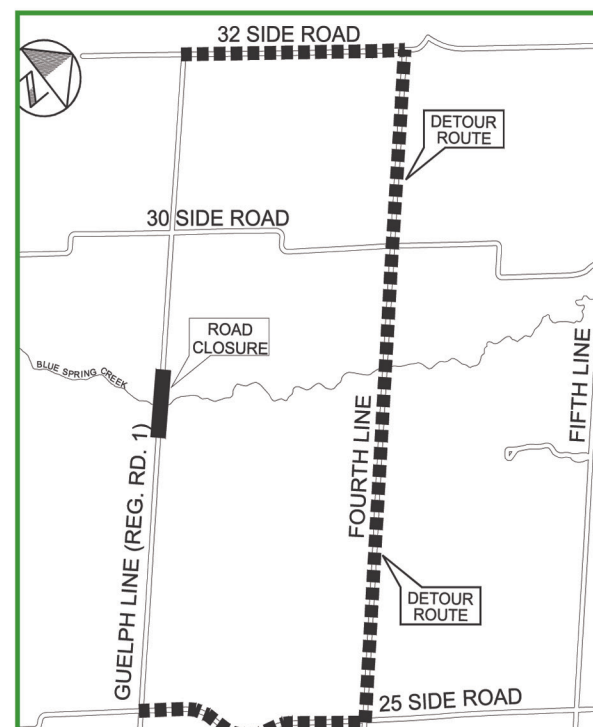 32 SIDE ROAD
DETOUR
ROUTE
30 SIDE ROAD
ROAD
CLOSURE
BLUE SPRING CREEK
FIFTH LINE
FOURTH LINE
GUELPH LINE (REG. RD. 1)
DETOUR
ROUTE
25 SIDE ROAD